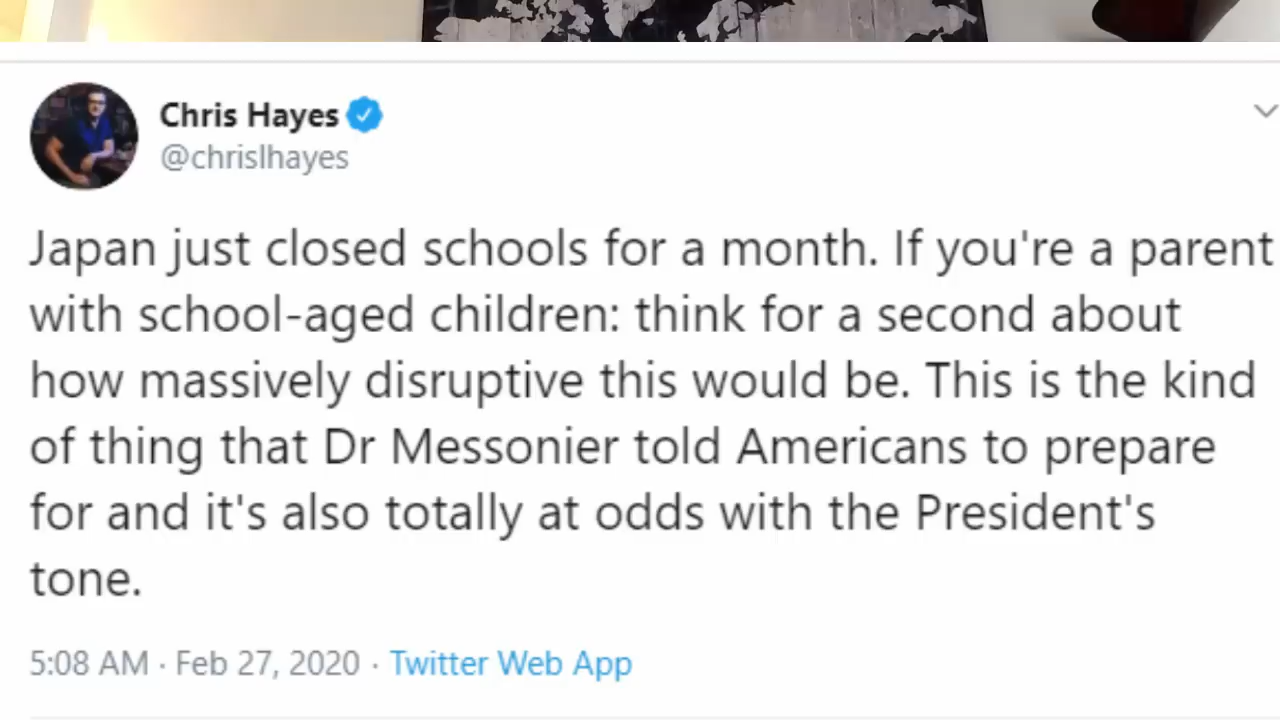 Chris Hayes
@chrislhayes
Japan just closed schools for a month. If you're a parent
with school-aged children: think for a second about
how massively disruptive this would be. This is the kind
of thing that Dr Messonier told Americans to prepare
for and it's also totally at odds with the President's
tone.
5:08 AM · Feb 27, 2020 · Twitter Web App